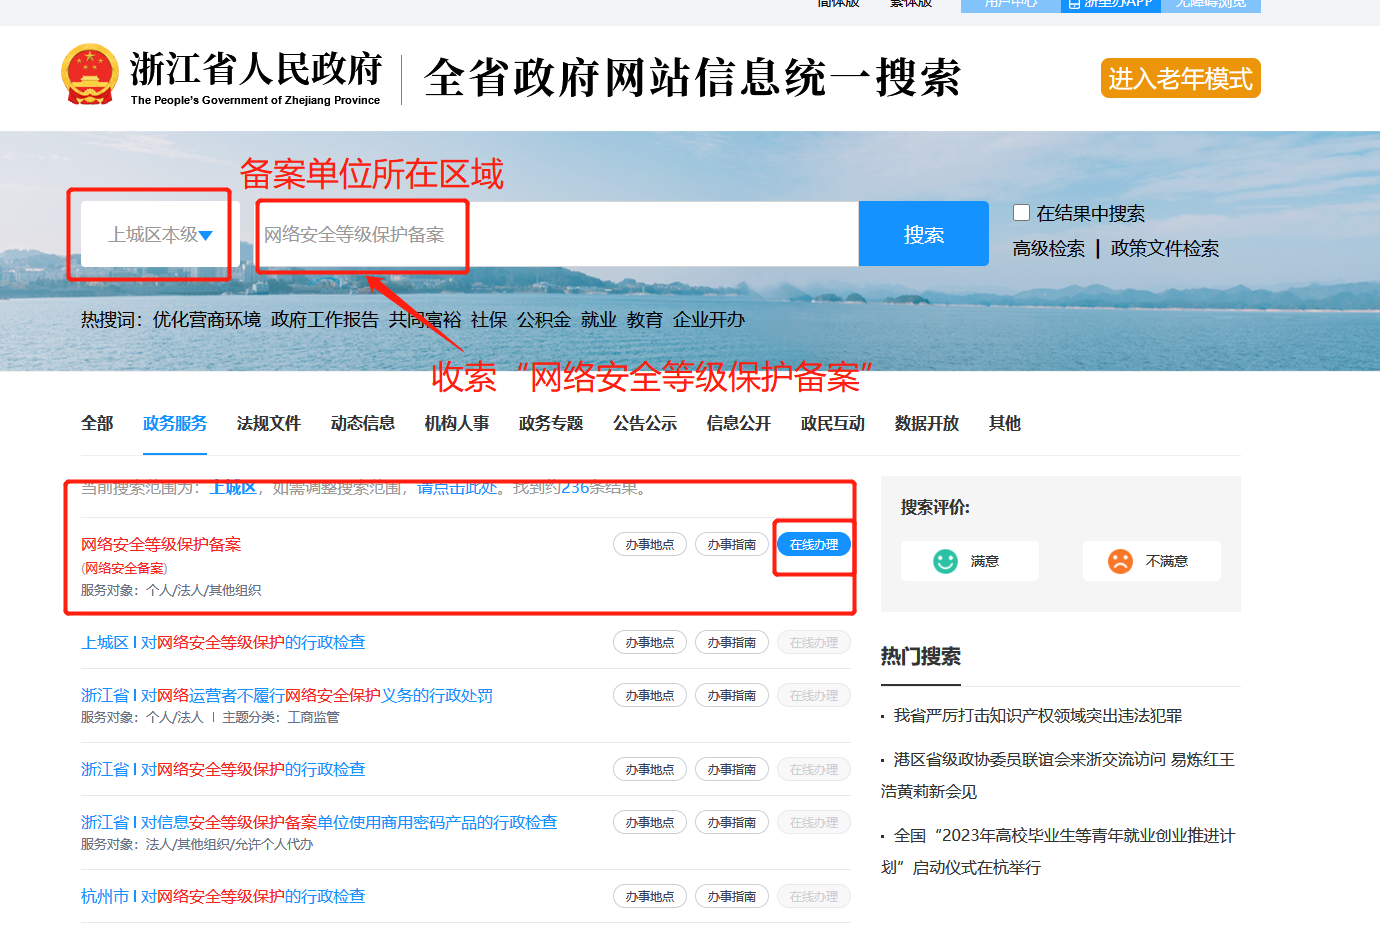 简体版 繁体版 用户中心 浙里办APP 无障碍浏览
浙江省人民政府
The People's Government of Zhejiang Province
全省政府网站信息统一搜索
进入老年模式
备案单位所在区域
上城区本级 网络安全等级保护备案 搜索
在结果中搜索
高级检索 | 政策文件检索
热搜词: 优化营商环境 政府工作报告 共同富裕 社保 公积金 就业 教育 企业开办
收索“网络安全等级保护备案”
全部 政务服务 法规文件 动态信息 机构人事 政务专题 公告公示 信息公开 政民互动 数据开放 其他
当前搜索范围为：上城区，如需调整搜索范围，请点击此处。找到约236条结果。
网络安全等级保护备案 办事地点 办事指南 在线办理
(网络安全备案)
服务对象：个人/法人/其他组织
上城区 | 对网络安全等级保护的行政检查 办事地点 办事指南 在线办理
浙江省 | 对网络运营者不履行网络安全保护义务的行政处罚 办事地点 办事指南 在线办理
服务对象：个人/法人 | 主题分类：工商监管
浙江省 | 对网络安全等级保护的行政检查 办事地点 办事指南 在线办理
浙江省 | 对信息安全等级保护备案单位使用商用密码产品的行政检查 办事地点 办事指南 在线办理
服务对象：法人/其他组织/允许个人代办
杭州市 | 对网络安全等级保护的行政检查 办事地点 办事指南 在线办理
搜索评价:
满意 不满意
热门搜索
· 我省严厉打击知识产权领域突出违法犯罪
· 港区省级政协委员联谊会来浙交流访问 易炼红王
浩黄莉新会见
· 全国“2023年高校毕业生等青年就业创业推进计
划”启动仪式在杭举行